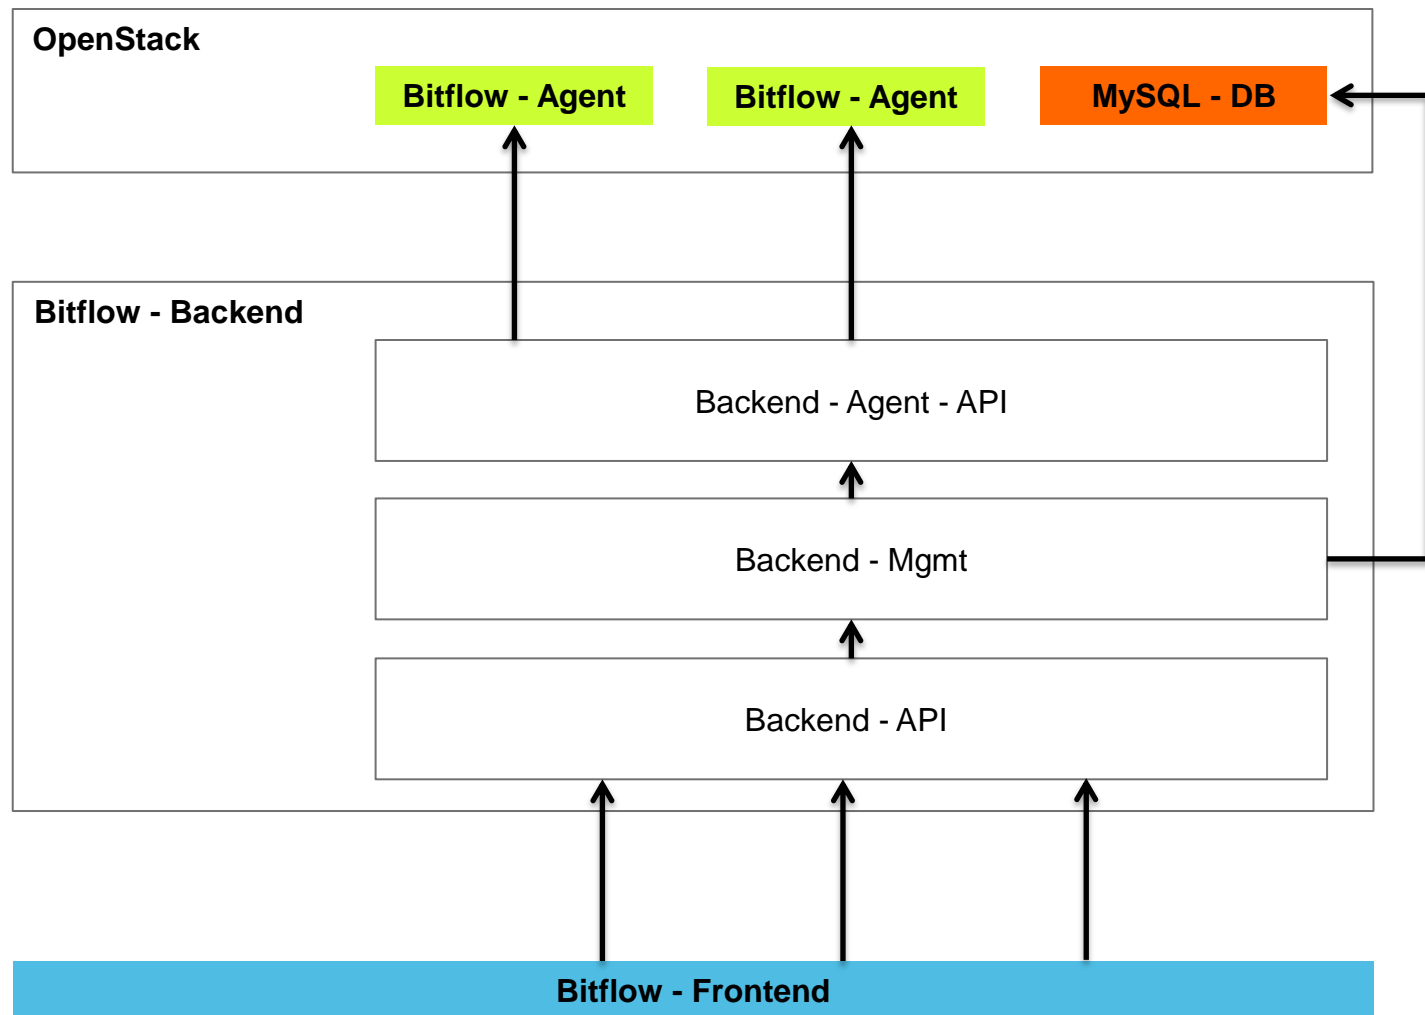 OpenStack
Bitflow - Agent
Bitflow - Agent
MySQL - DB
Bitflow - Backend
Backend - Agent - API
Backend - Mgmt
Backend - API
Bitflow - Frontend